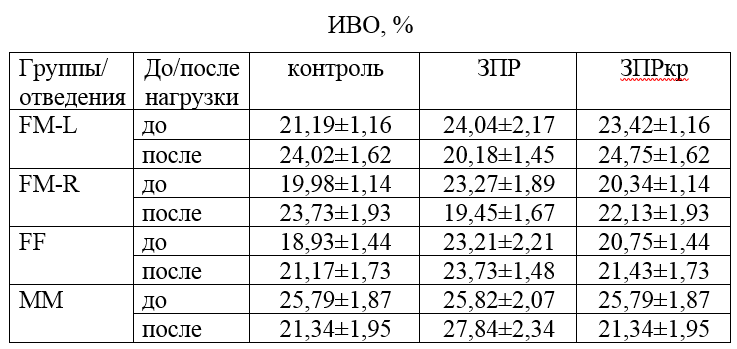 ИВО, %
Группы/ отведения До/после нагрузки контроль ЗПР ЗПРкр
FM-L до 21,19±1,16 24,04±2,17 23,42±1,16
после 24,02±1,62 20,18±1,45 24,75±1,62
FM-R до 19,98±1,14 23,27±1,89 20,34±1,14
после 23,73±1,93 19,45±1,67 22,13±1,93
FF до 18,93±1,44 23,21±2,21 20,75±1,44
после 21,17±1,73 23,73±1,48 21,43±1,73
MM до 25,79±1,87 25,82±2,07 25,79±1,87
после 21,34±1,95 27,84±2,34 21,34±1,95